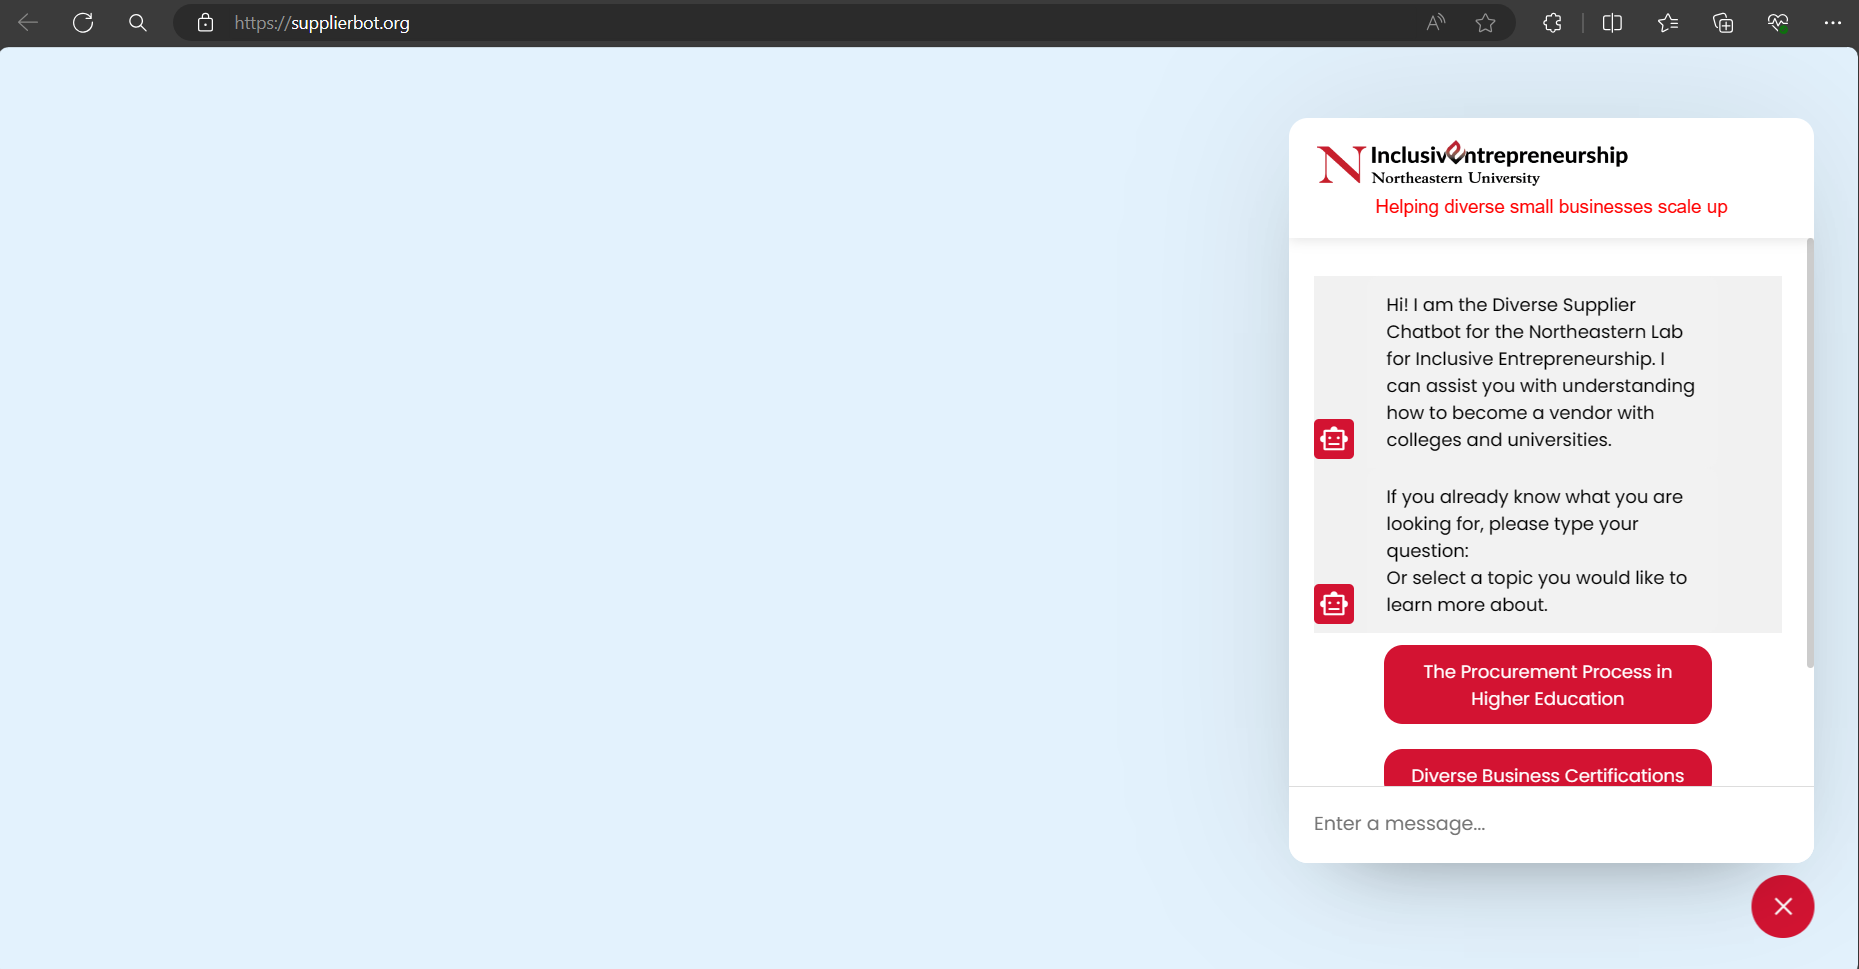 https://supplierbot.org
N Inclusiventrepreneurship
Northeastern University
Helping diverse small businesses scale up
Hi! I am the Diverse Supplier
Chatbot for the Northeastern Lab
for Inclusive Entrepreneurship. I
can assist you with understanding
how to become a vendor with
colleges and universities.
If you already know what you are
looking for, please type your
question:
Or select a topic you would like to
learn more about.
The Procurement Process in
Higher Education
Diverse Business Certifications
Enter a message...